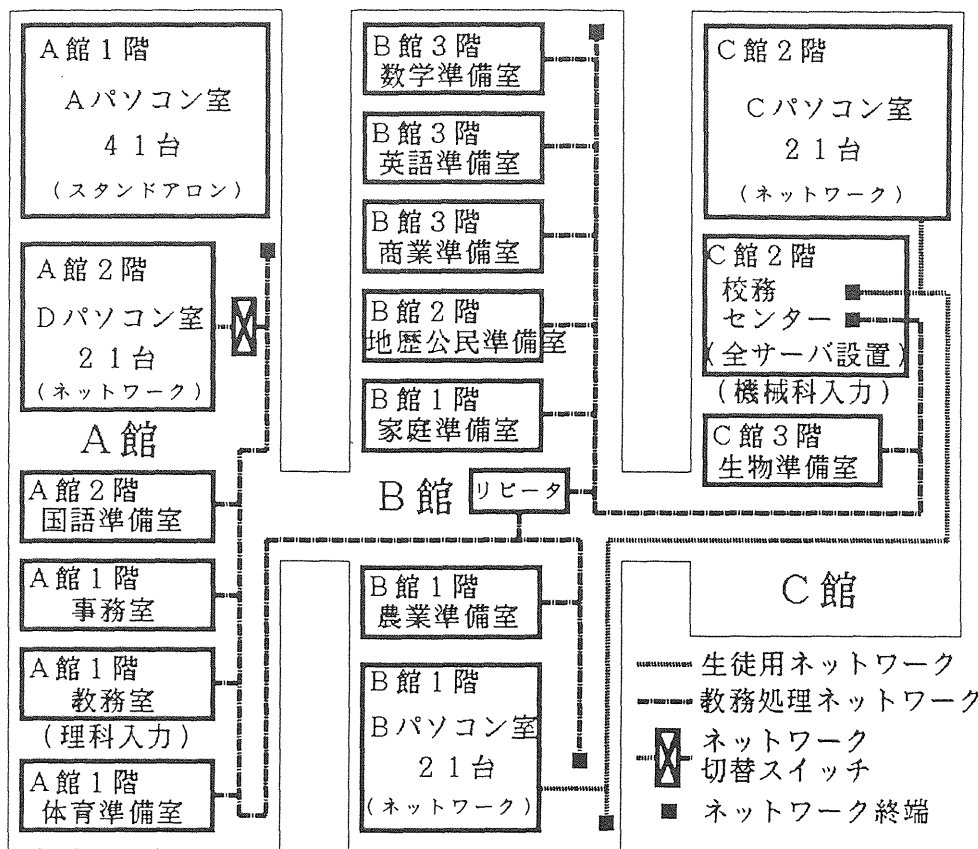 A館1階
Aパソコン室
41台
(スタンドアロン)
A館2階
Dパソコン室
21台
(ネットワーク)
A館
A館2階
国語準備室
A館1階
事務室
A館1階
教務室
(理科入力)
A館1階
体育準備室
B館3階
数学準備室
B館3階
英語準備室
B館3階
商業準備室
B館2階
地歴公民準備室
B館1階
家庭準備室
B館
リピータ
B館1階
農業準備室
B館1階
Bパソコン室
21台
(ネットワーク)
C館2階
Cパソコン室
21台
(ネットワーク)
C館2階
校務
センター
(全サーバ設置)
(機械科入力)
C館3階
生物準備室
C館
生徒用ネットワーク
教務処理ネットワーク
ネットワーク
切替スイッチ
ネットワーク終端